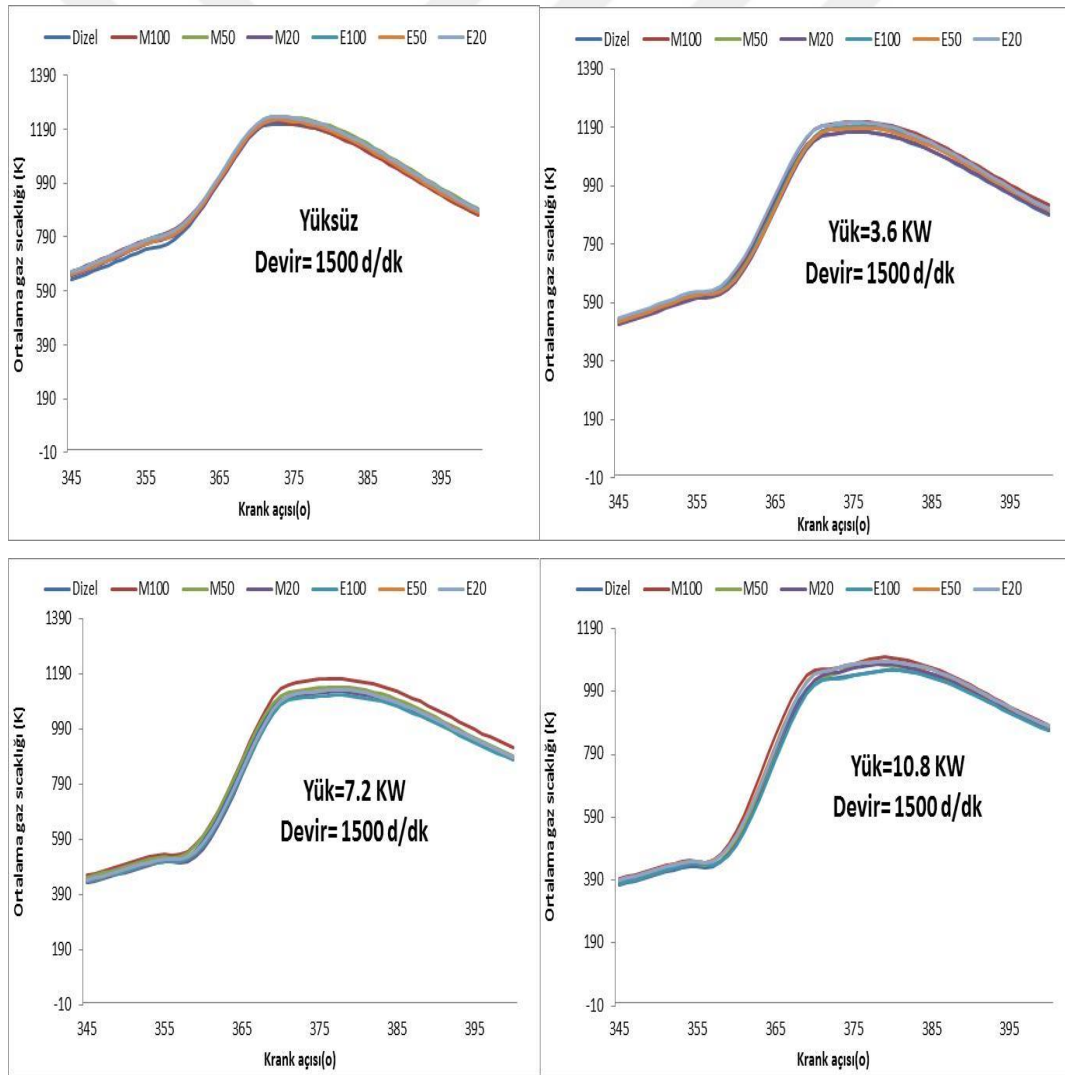 Dizel M100 M50 M20 E100 E50 E20
1390
1190
990
790
590
390
190
-10
Ortalama gaz sıcaklığı (K)
Yüksüz
Devir= 1500 d/dk
345 355 365 375 385 395
Krank açısı(o)
Dizel M100 M50 M20 E100 E50 E20
1390
1190
990
790
590
390
190
-10
Ortalama gaz sıcaklığı (K)
Yük=3.6 KW
Devir= 1500 d/dk
345 355 365 375 385 395
Krank açısı(o)
Dizel M100 M50 M20 E100 E50 E20
1390
1190
990
790
590
390
190
-10
Ortalama gaz sıcaklığı (K)
Yük=7.2 KW
Devir= 1500 d/dk
345 355 365 375 385 395
Krank açısı(o)
Dizel M100 M50 M20 E100 E50 E20
1190
990
790
590
390
190
-10
Ortalama gaz sıcaklığı (K)
Yük=10.8 KW
Devir= 1500 d/dk
345 355 365 375 385 395
Krank açısı(o)